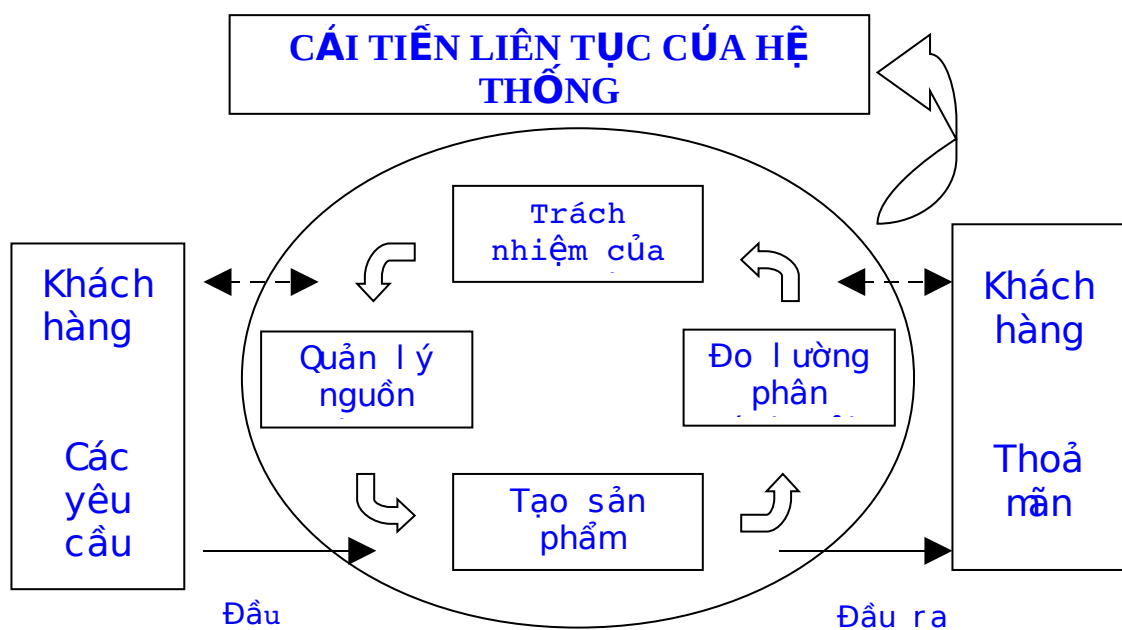 CÁI TIẾN LIÊN TỤC CÚA HỆ
THỐNG
Trách
nhiệm của
Khách
hàng
Các
yêu
cầu
Quản lý
nguồn
Đo lường
phân
Tạo sản
phẩm
Khách
hàng
Thoả
mãn
Đầu
Đầu ra